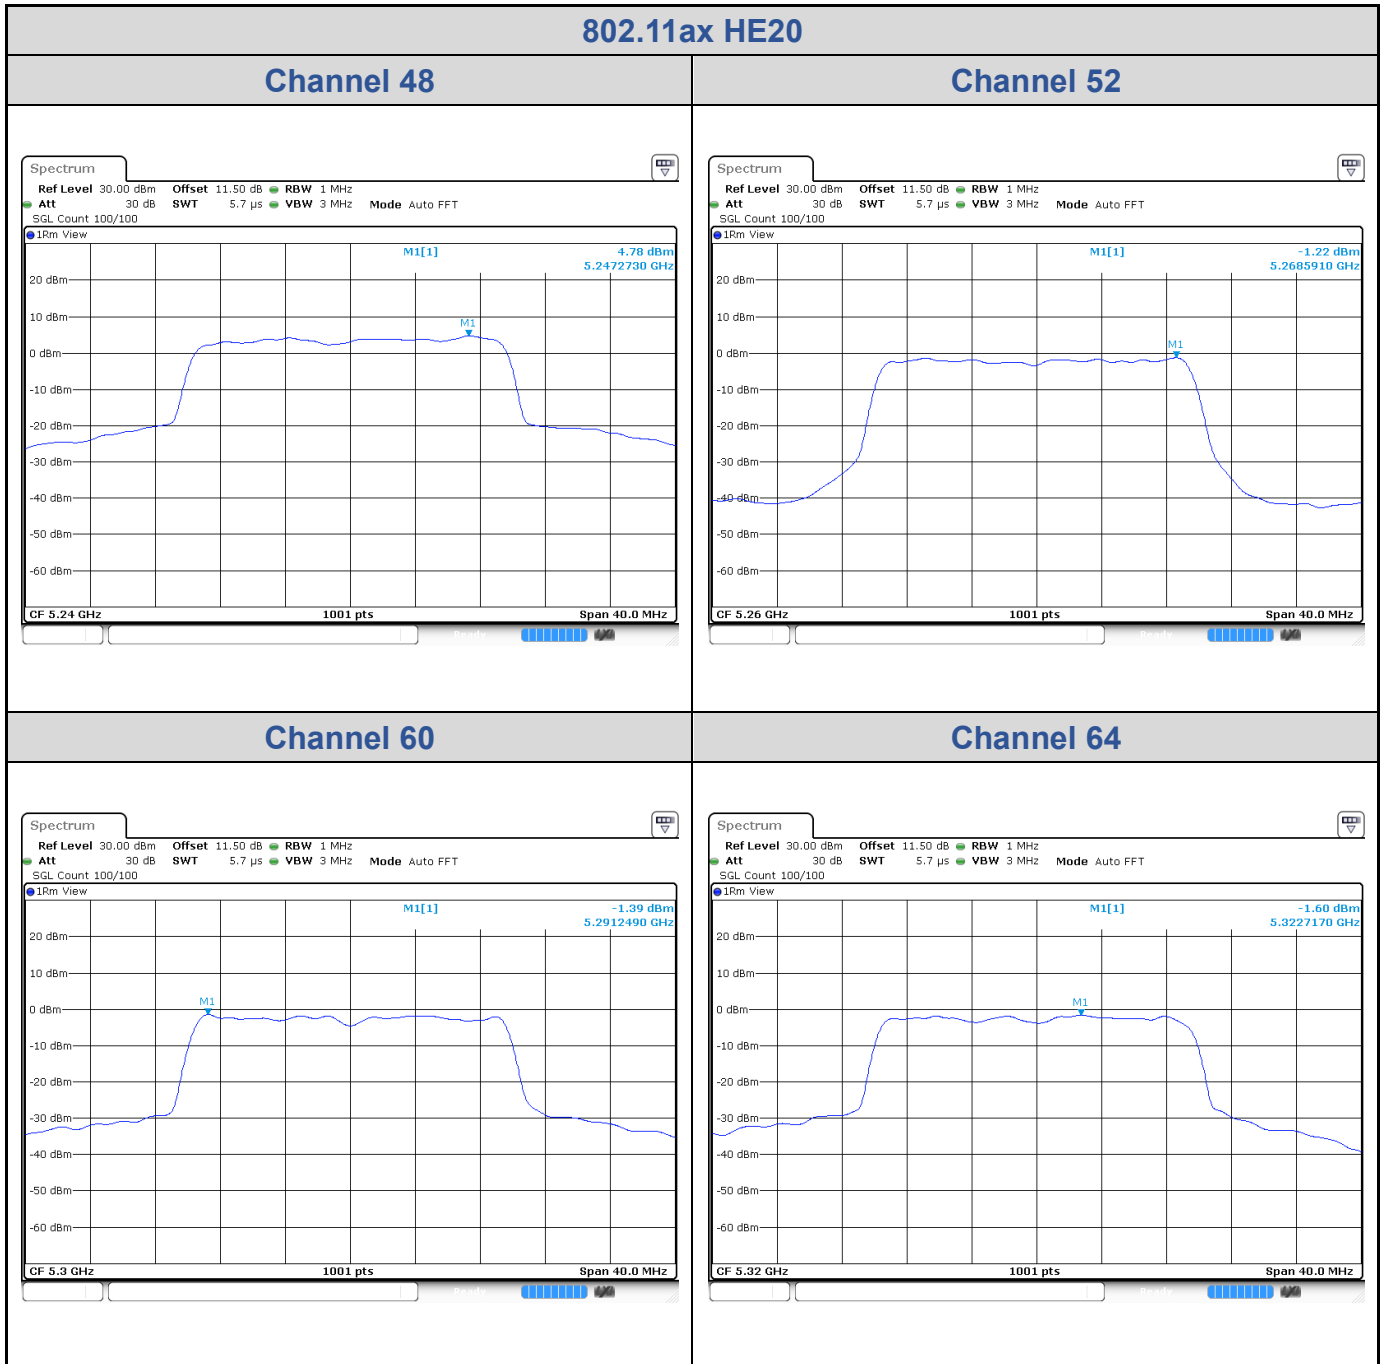 802.11ax HE20
Channel 48
Channel 52
Spectrum
Ref Level 30.00 dBm Offset 11.50 dB RBW 1 MHz
Att 30 dB SWT 5.7 µs VBW 3 MHz Mode Auto FFT
SGL Count 100/100
1Rm View
M1[1] 4.78 dBm
5.2472730 GHz
20 dBm
10 dBm
M1
0 dBm
-10 dBm
-20 dBm
-30 dBm
-40 dBm
-50 dBm
-60 dBm
CF 5.24 GHz 1001 pts Span 40.0 MHz
Ready
Spectrum
Ref Level 30.00 dBm Offset 11.50 dB RBW 1 MHz
Att 30 dB SWT 5.7 µs VBW 3 MHz Mode Auto FFT
SGL Count 100/100
1Rm View
M1[1] -1.22 dBm
5.2685910 GHz
20 dBm
10 dBm
M1
0 dBm
-10 dBm
-20 dBm
-30 dBm
-40 dBm
-50 dBm
-60 dBm
CF 5.26 GHz 1001 pts Span 40.0 MHz
Ready
Channel 60
Channel 64
Spectrum
Ref Level 30.00 dBm Offset 11.50 dB RBW 1 MHz
Att 30 dB SWT 5.7 µs VBW 3 MHz Mode Auto FFT
SGL Count 100/100
1Rm View
M1[1] -1.39 dBm
5.2912490 GHz
20 dBm
10 dBm
M1
0 dBm
-10 dBm
-20 dBm
-30 dBm
-40 dBm
-50 dBm
-60 dBm
CF 5.3 GHz 1001 pts Span 40.0 MHz
Ready
Spectrum
Ref Level 30.00 dBm Offset 11.50 dB RBW 1 MHz
Att 30 dB SWT 5.7 µs VBW 3 MHz Mode Auto FFT
SGL Count 100/100
1Rm View
M1[1] -1.60 dBm
5.3227170 GHz
20 dBm
10 dBm
M1
0 dBm
-10 dBm
-20 dBm
-30 dBm
-40 dBm
-50 dBm
-60 dBm
CF 5.32 GHz 1001 pts Span 40.0 MHz
Ready